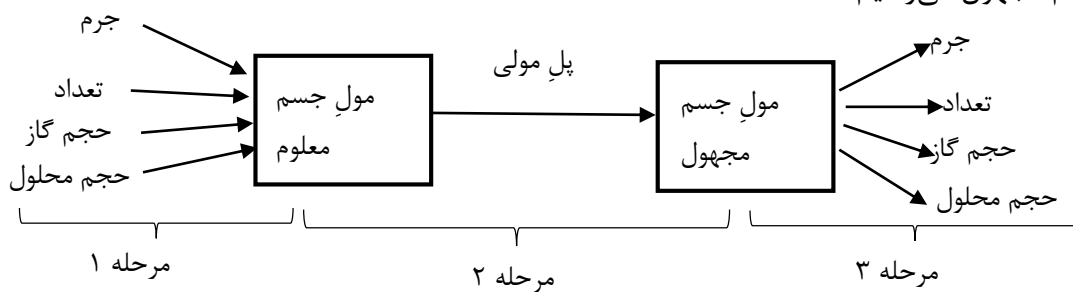 جرم
تعداد
حجم گاز
حجم محلول
مولِ جسم
معلوم
پلِ مولی
مولِ جسم
مجهول
جرم
تعداد
حجم گاز
حجم محلول
مرحله ۱
مرحله ۲
مرحله ۳